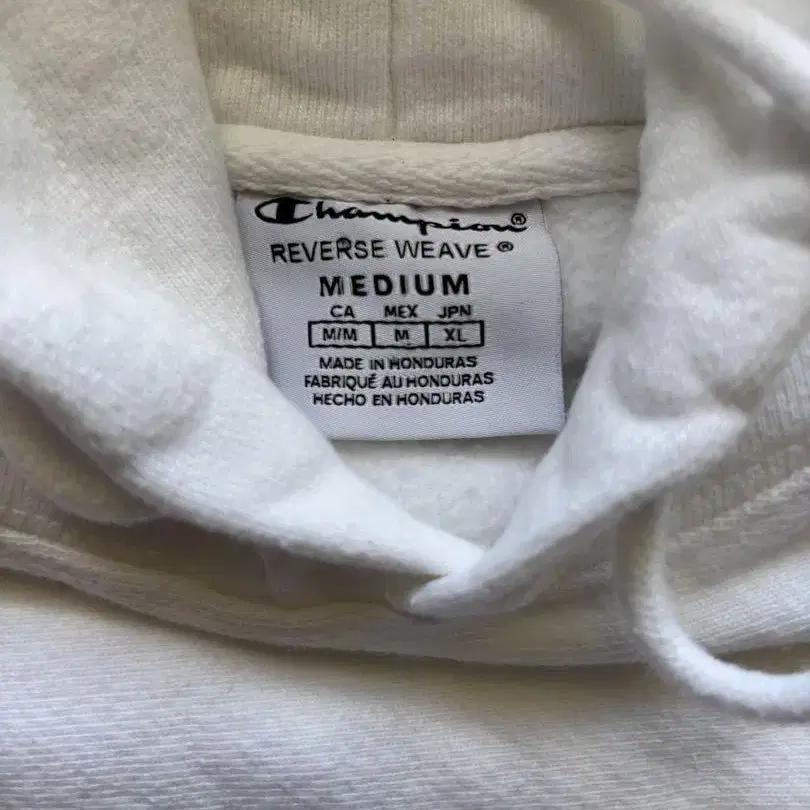 Champion®
REVERSE WEAVE®
MEDIUM
CA MEX JPN
M/M M XL
MADE IN HONDURAS
FABRIQUÉ AU HONDURAS
HECHO EN HONDURAS